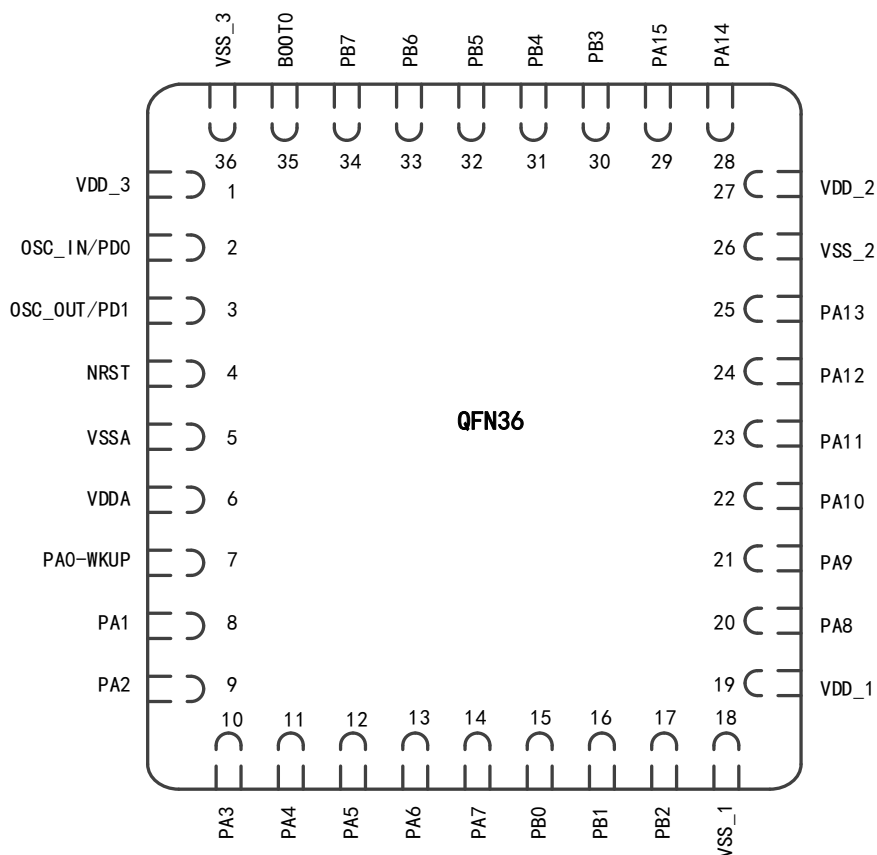 VSS_3 BOOT0 PB7 PB6 PB5 PB4 PB3 PA15 PA14
36 35 34 33 32 31 30 29 28
VDD_3 1 27 VDD_2
OSC_IN/PD0 2 26 VSS_2
OSC_OUT/PD1 3 25 PA13
NRST 4 24 PA12
QFN36
VSSA 5 23 PA11
VDDA 6 22 PA10
PA0-WKUP 7 21 PA9
PA1 8 20 PA8
PA2 9 19 VDD_1
10 11 12 13 14 15 16 17 18
PA3 PA4 PA5 PA6 PA7 PB0 PB1 PB2 VSS_1